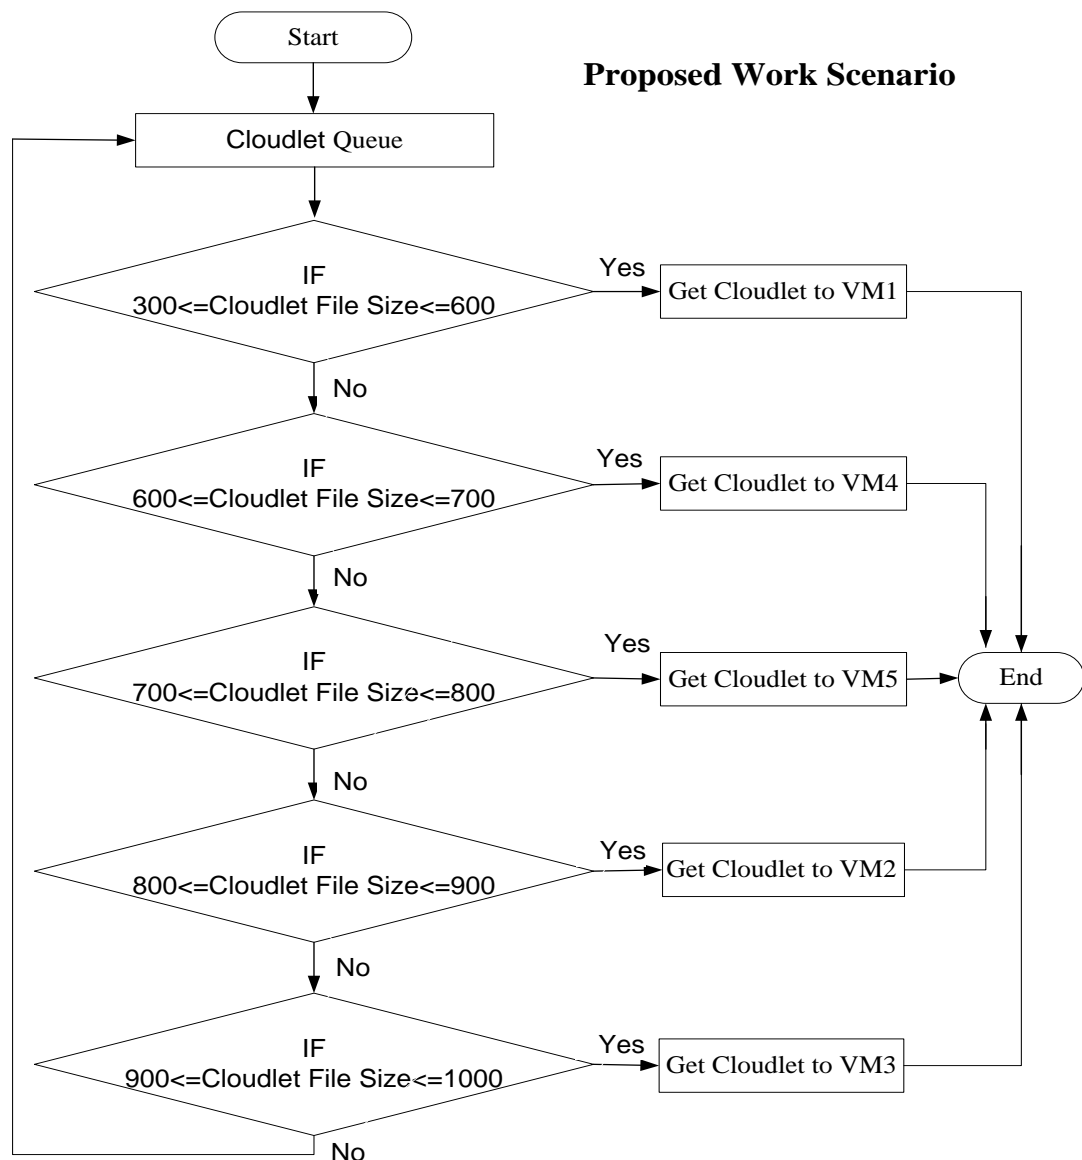 Start
Proposed Work Scenario
Cloudlet Queue
IF
300<=Cloudlet File Size<=600
Yes
Get Cloudlet to VM1
No
IF
600<=Cloudlet File Size<=700
Yes
Get Cloudlet to VM4
No
IF
700<=Cloudlet File Size<=800
Yes
Get Cloudlet to VM5
End
No
IF
800<=Cloudlet File Size<=900
Yes
Get Cloudlet to VM2
No
IF
900<=Cloudlet File Size<=1000
Yes
Get Cloudlet to VM3
No